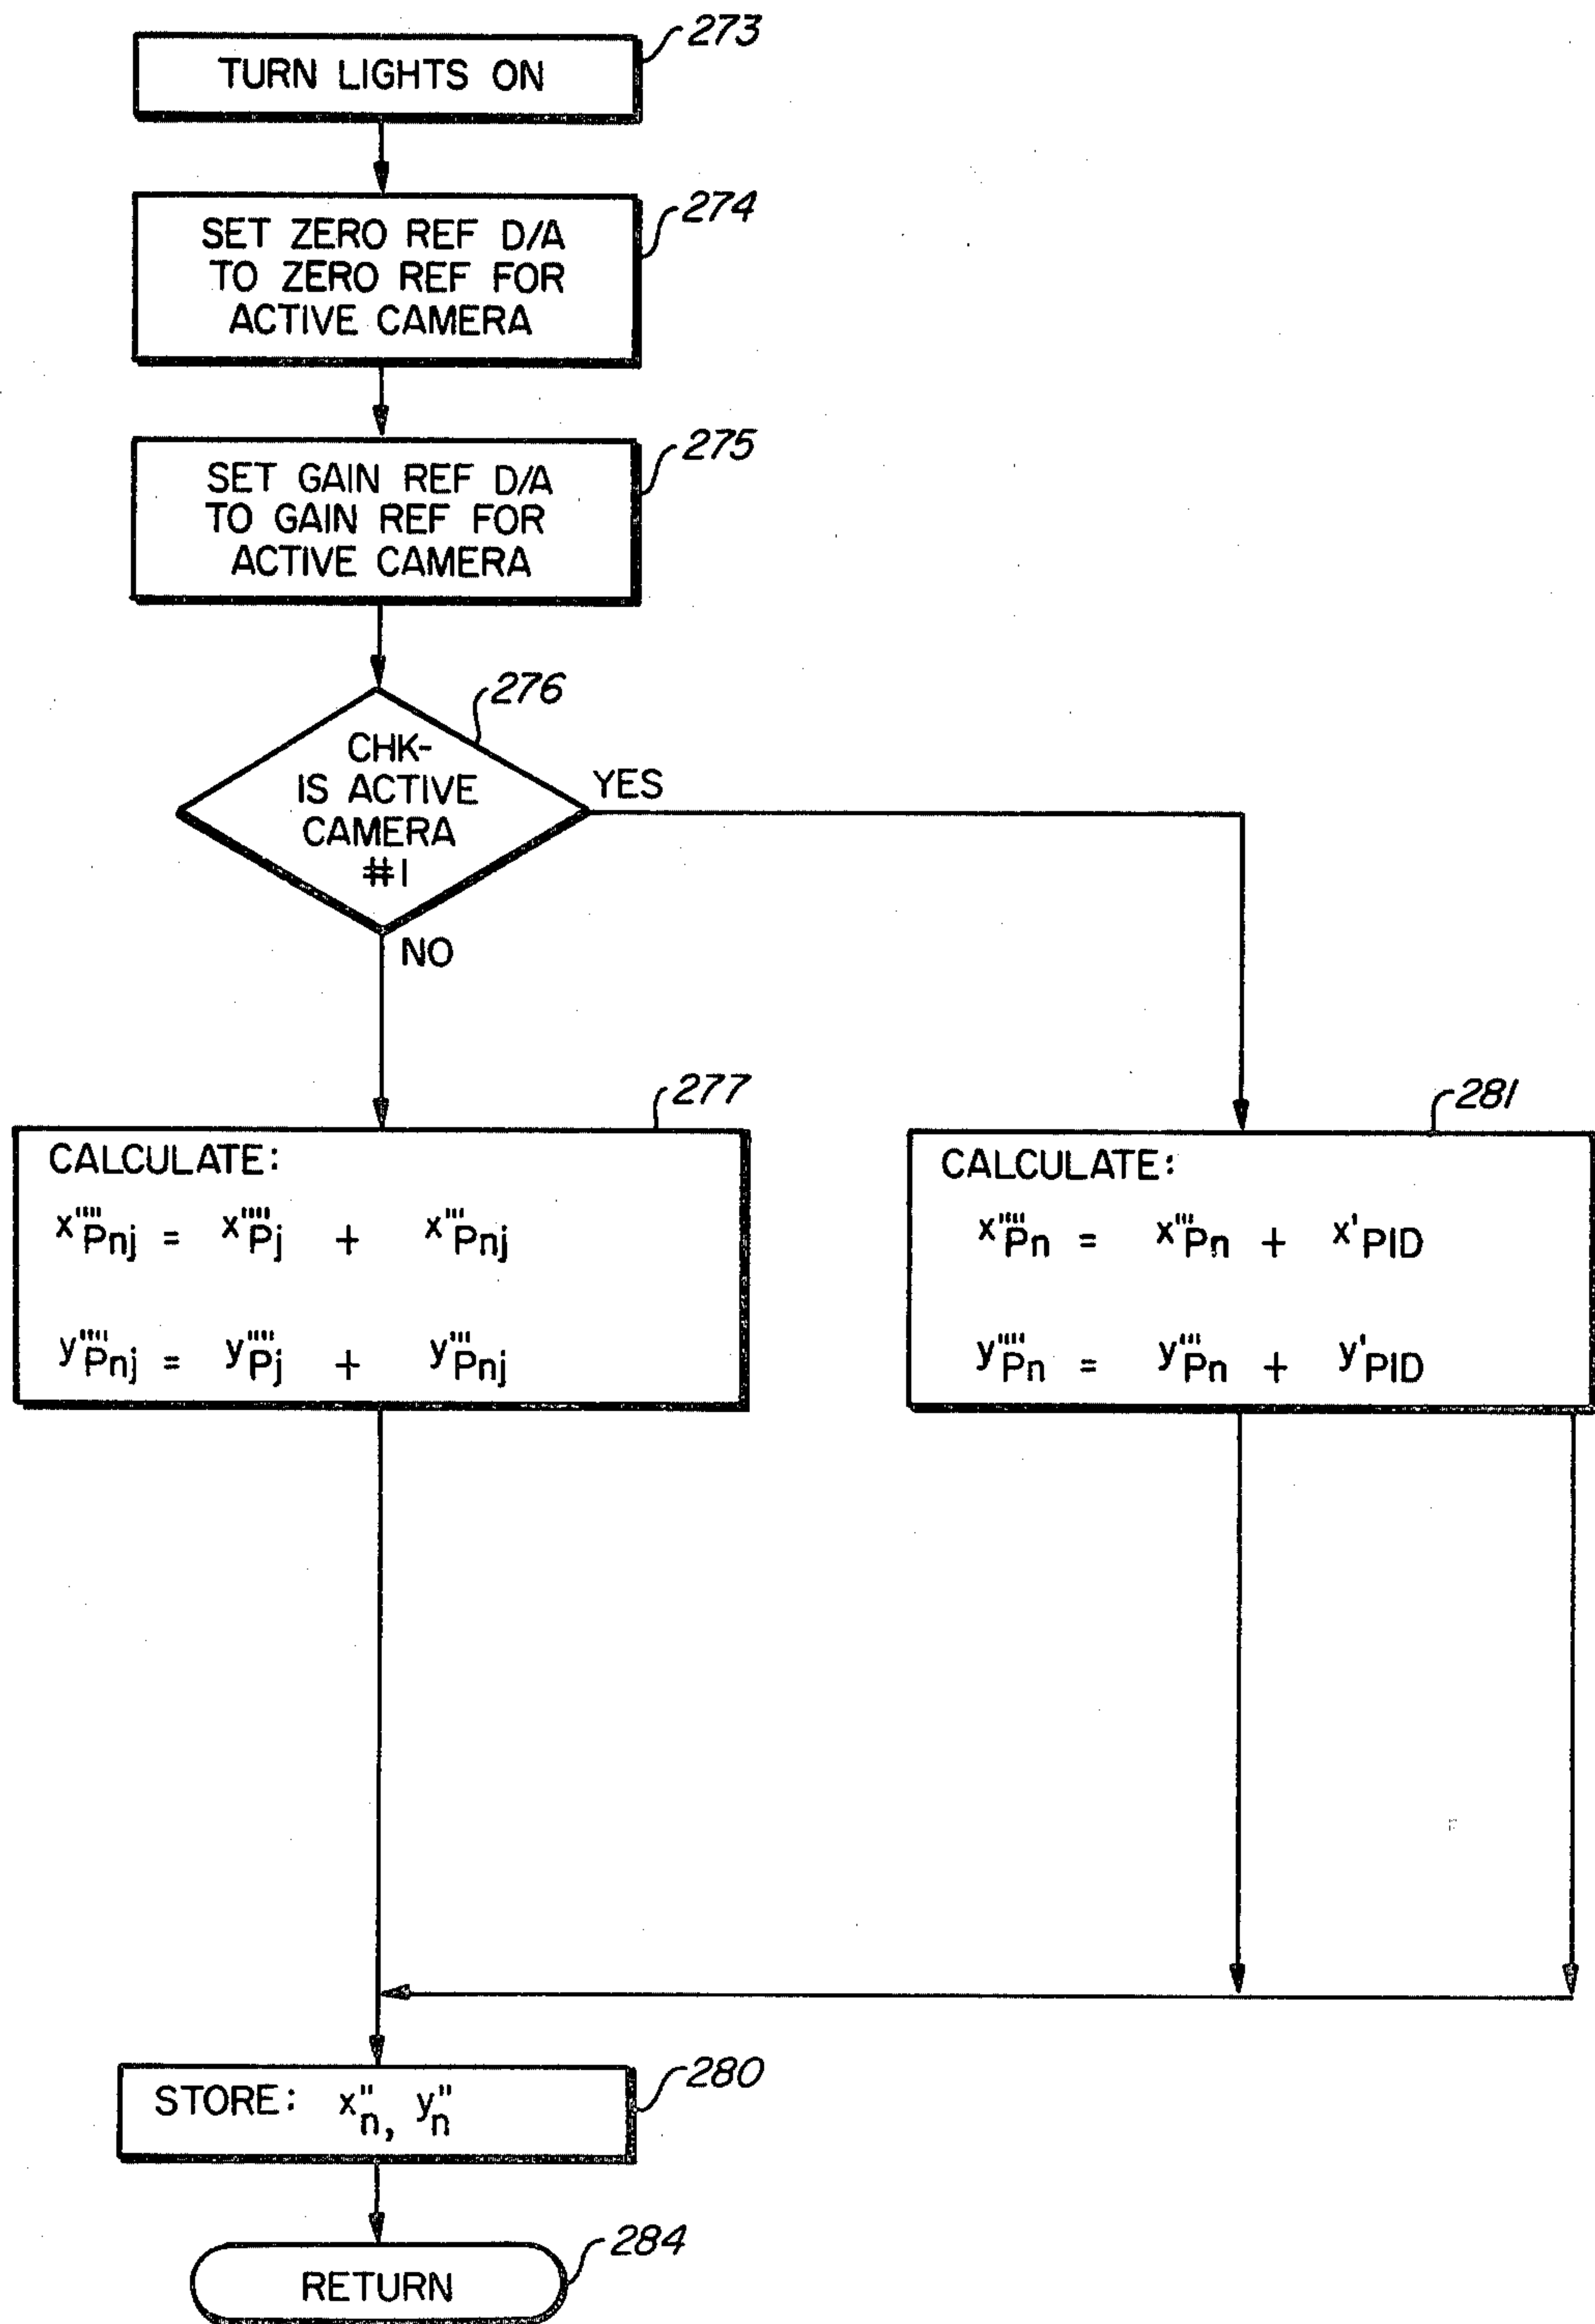 273
TURN LIGHTS ON
274
SET ZERO REF D/A
TO ZERO REF FOR
ACTIVE CAMERA
275
SET GAIN REF D/A
TO GAIN REF FOR
ACTIVE CAMERA
276
CHK-
IS ACTIVE
CAMERA
#1
YES
NO
277
CALCULATE:
x''''Pnj = x''''Pj + x'''Pnj
y''''Pnj = y''''Pj + y'''Pnj
281
CALCULATE:
x''''Pn = x'''Pn + x'PID
y''''Pn = y'''Pn + y'PID
280
STORE: x''n, y''n
284
RETURN